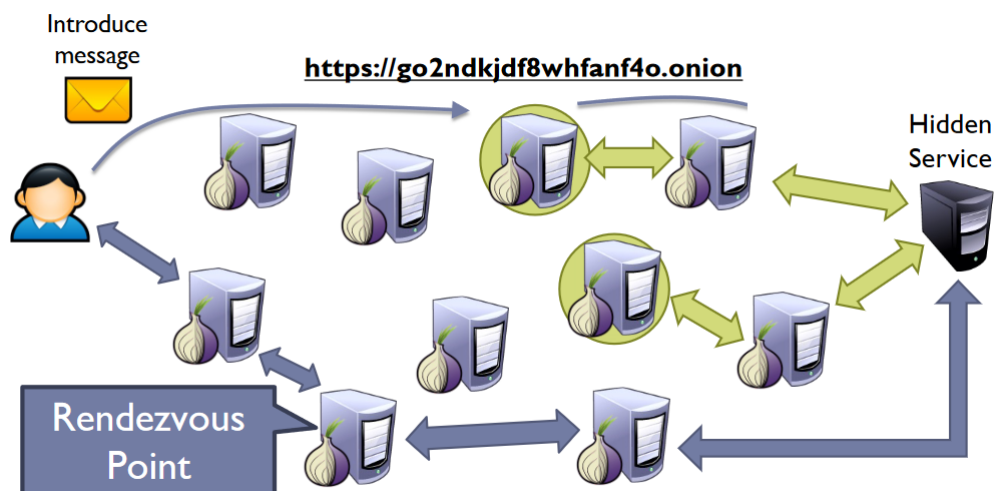 Introduce
message
https://go2ndkjdf8whfanf4o.onion
Hidden
Service
Rendezvous
Point